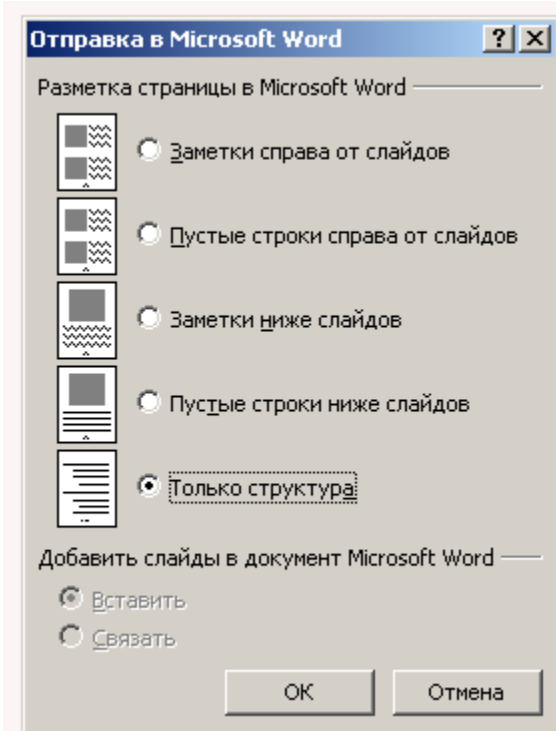 Отправка в Microsoft Word
Разметка страницы в Microsoft Word
Заметки справа от слайдов
Пустые строки справа от слайдов
Заметки ниже слайдов
Пустые строки ниже слайдов
Только структура
Добавить слайды в документ Microsoft Word
Вставить
Связать
ОК Отмена